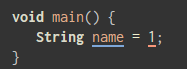 void main() {
    String name = 1;
}